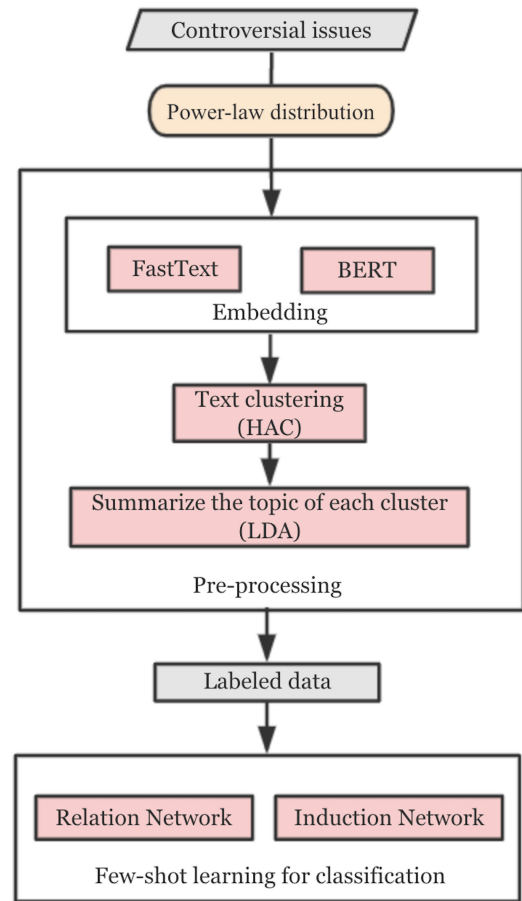 Controversial issues
Power-law distribution
FastText
BERT
Embedding
Text clustering
(HAC)
Summarize the topic of each cluster
(LDA)
Pre-processing
Labeled data
Relation Network
Induction Network
Few-shot learning for classification